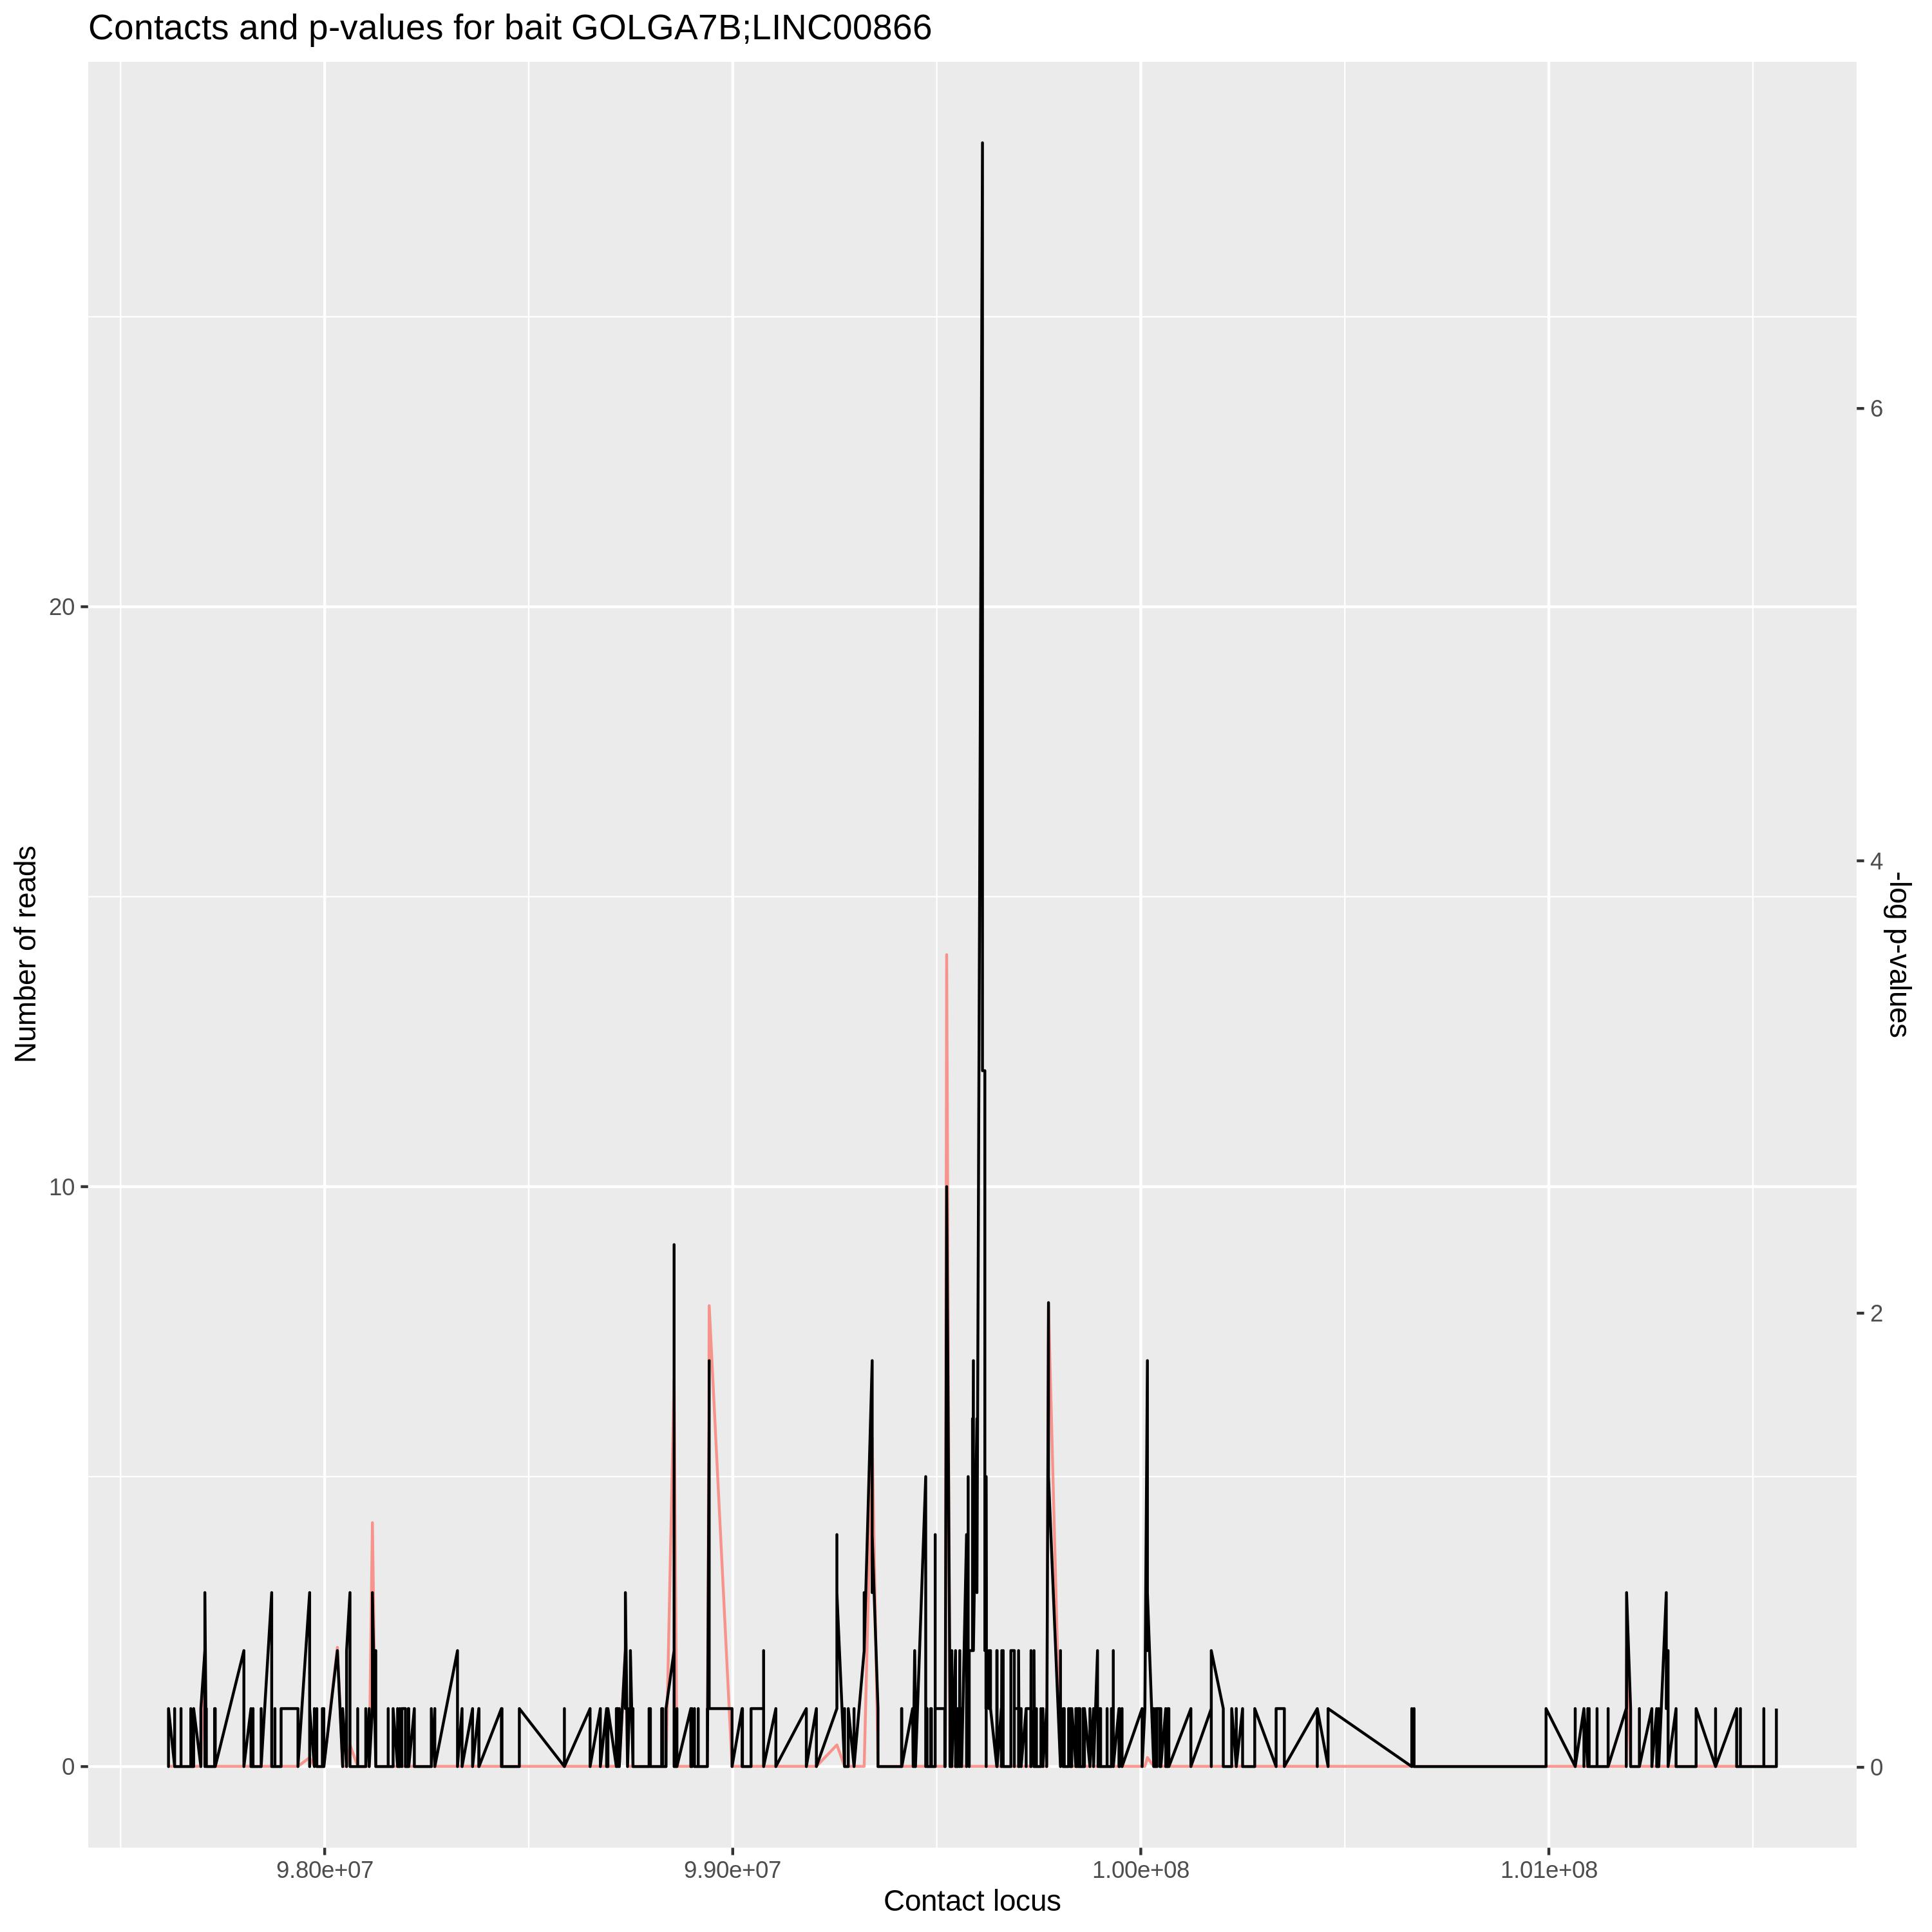 Contacts and p-values for bait GOLGA7B;LINC00866
Number of reads
20
10
0
6
4
2
0
-log p-values
9.80e+07
9.90e+07
1.00e+08
1.01e+08
Contact locus